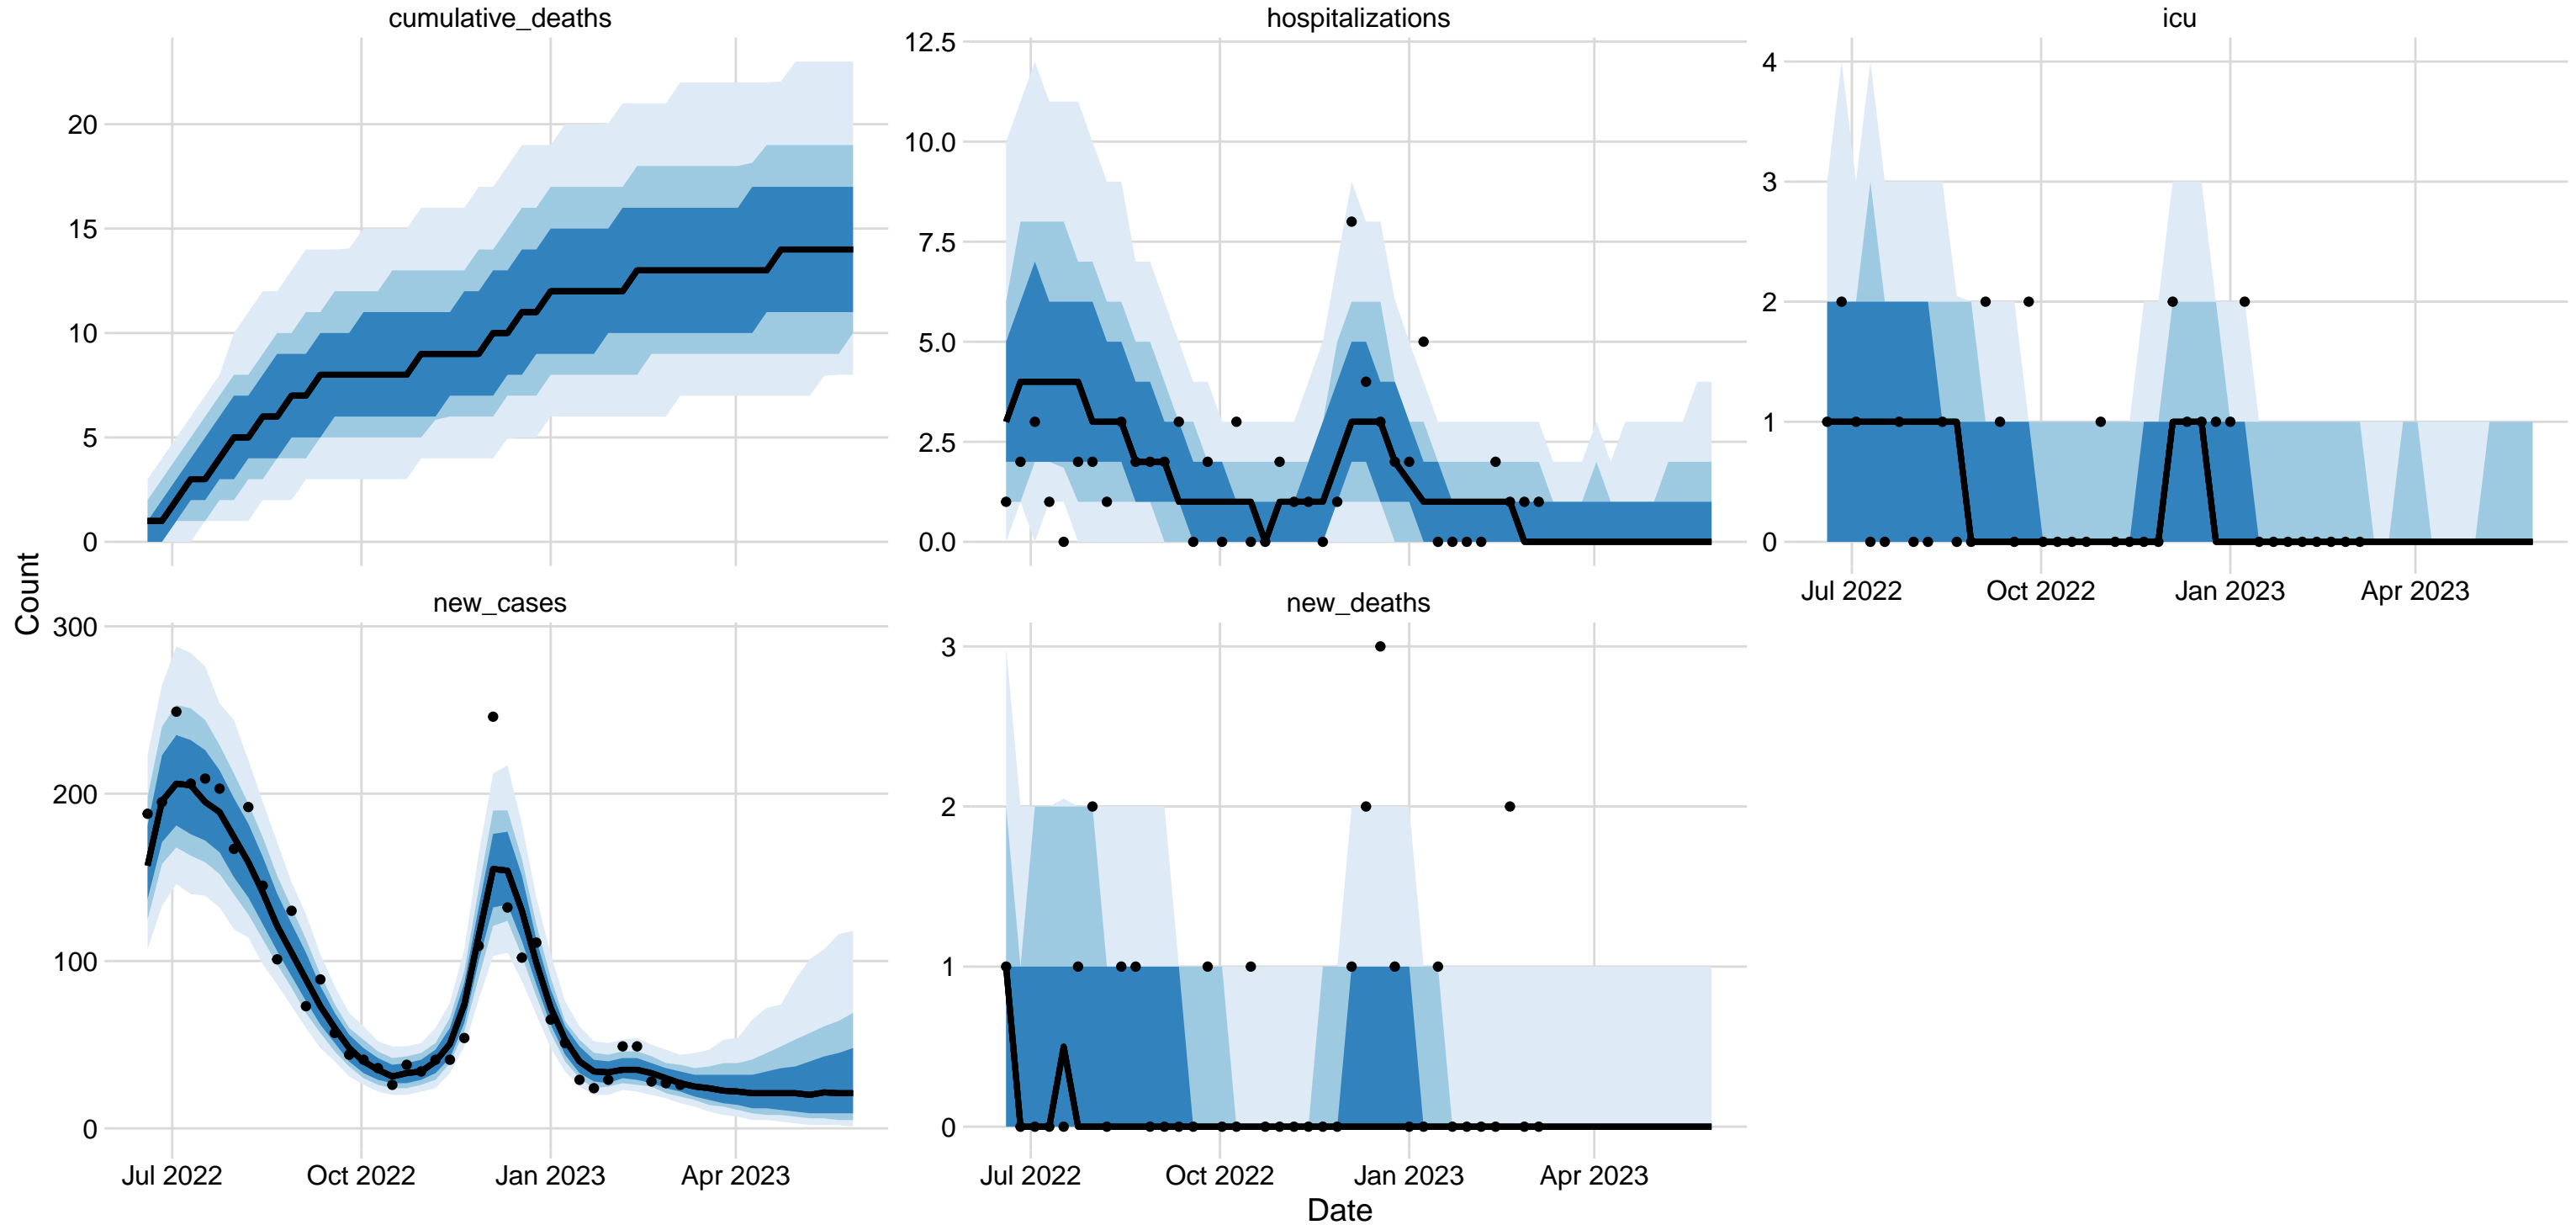 cumulative_deaths
hospitalizations
icu
20
15
10
5
0
12.5
10.0
7.5
5.0
2.5
0.0
4
3
2
1
0
Jul 2022 Oct 2022 Jan 2023 Apr 2023
Count
new_cases
new_deaths
300
200
100
0
3
2
1
0
Jul 2022 Oct 2022 Jan 2023 Apr 2023
Jul 2022 Oct 2022 Jan 2023 Apr 2023
Date